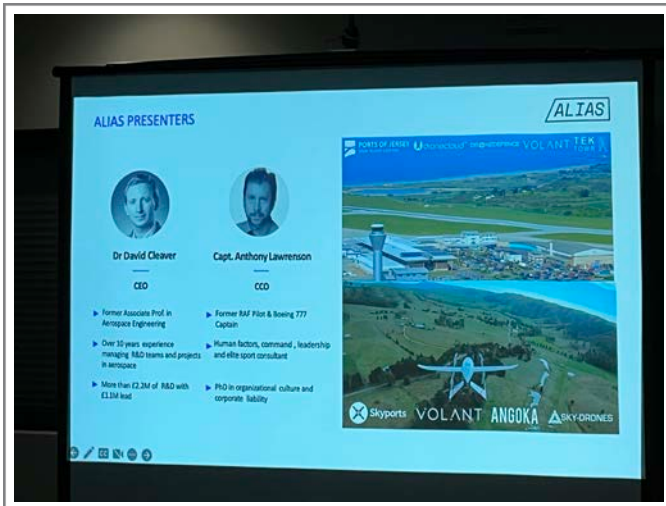 ALIAS PRESENTERS
ALIAS
Dr David Cleaver
CEO
Former Associate Prof. in
Aerospace Engineering
Over 10 years experience
managing R&D teams and projects
in aerospace
More than £2.2M of R&D with
£1.1M lead
Capt. Anthony Lawrenson
CCO
Former RAF Pilot & Boeing 777
Captain
Human factors, command, leadership
and elite sport consultant
PhD in organizational culture and
corporate liability
PORTS OF JERSEY
dronecloud
VOLANT
TEK
Skyports
VOLANT
ANGOKA
SKY-DRONES
CC